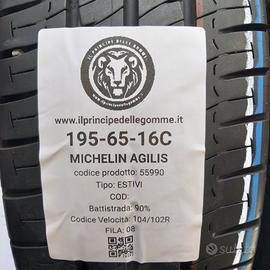 IL PRINCIPE DELLE GOMME
www.ilprincipedellegomme.it
195-65-16C
MICHELIN AGILIS
codice prodotto: 55990
Tipo: ESTIVI
COD:
Battistrada: 90%
Codice Velocità: 104/102R
FILA: 08
subito